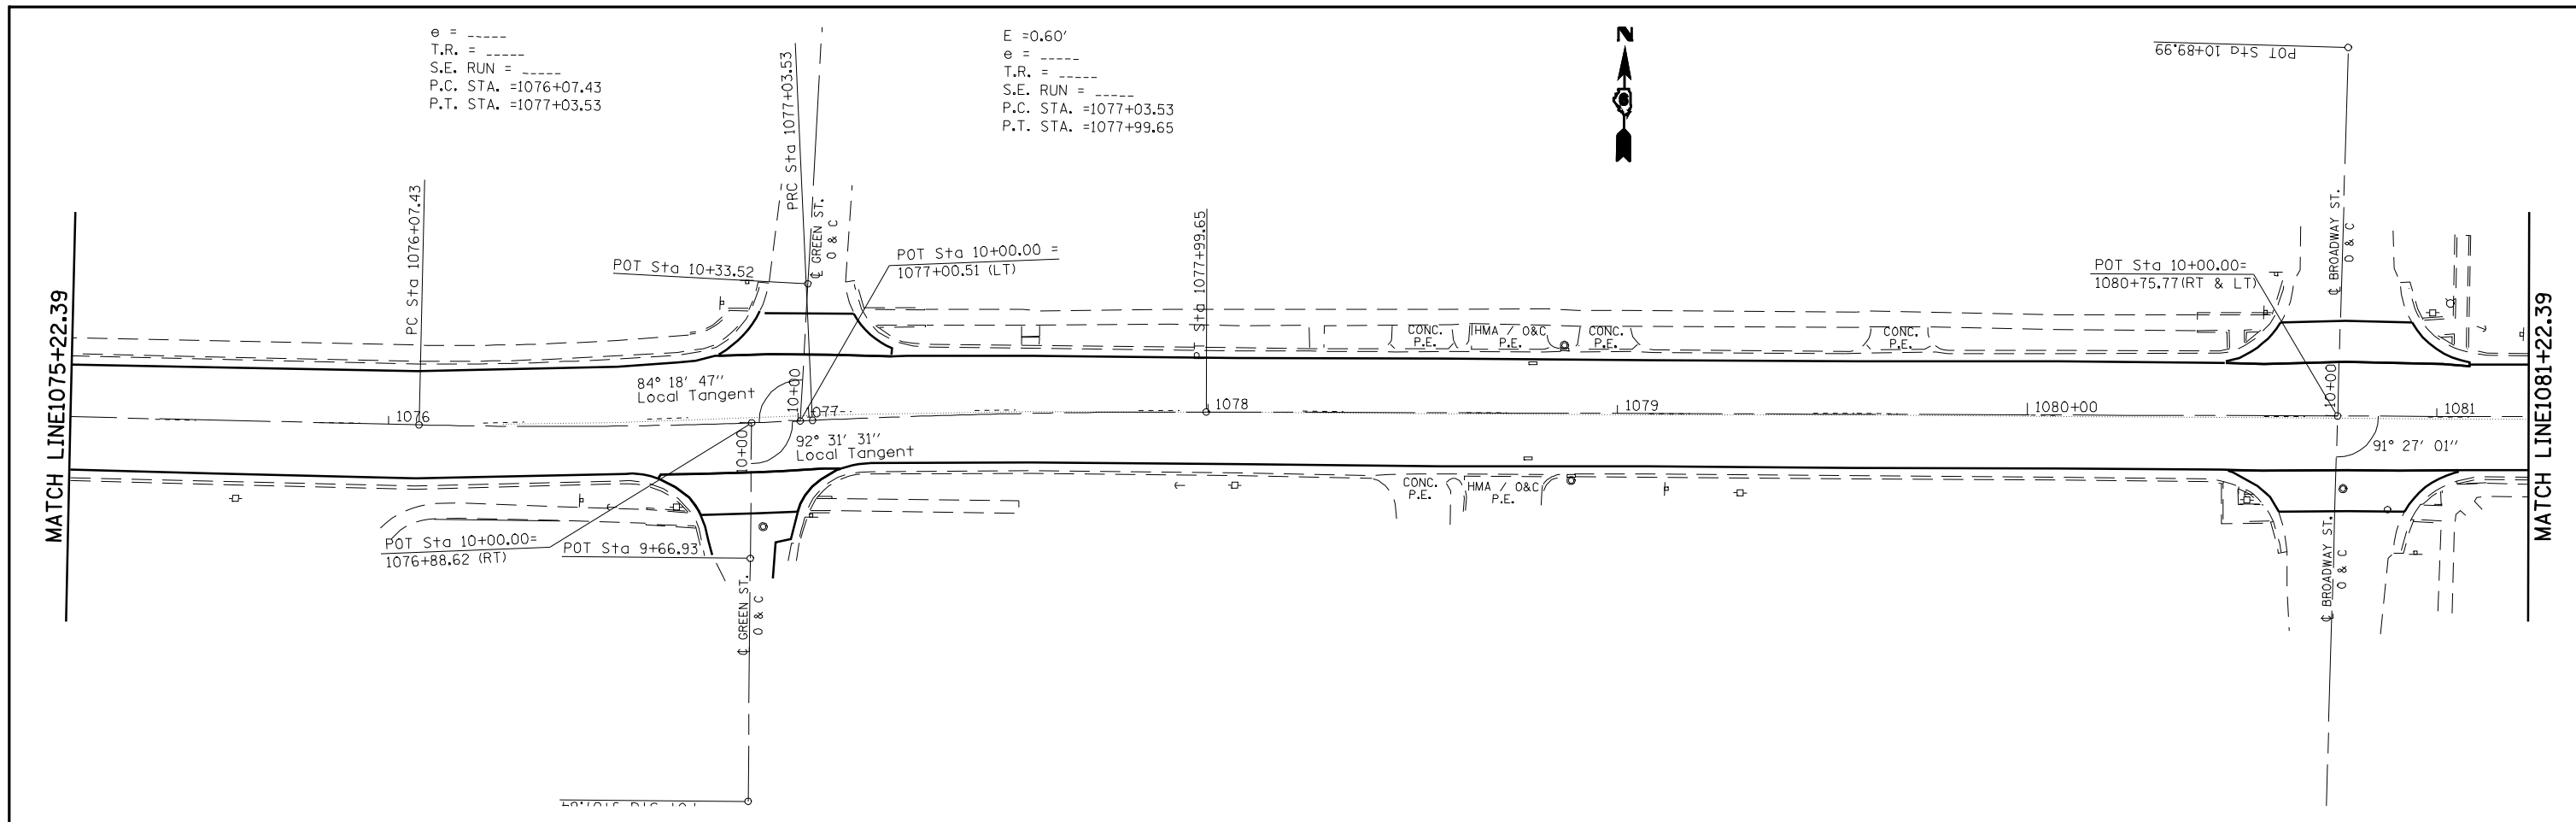 e = _____
T.R. = _____
S.E. RUN = _____
P.C. STA. =1076+07.43
P.T. STA. =1077+03.53
E =0.60'
e = _____
T.R. = _____
S.E. RUN = _____
P.C. STA. =1077+03.53
P.T. STA. =1077+99.65
N
POT Sta 10+89.99
MATCH LINE1075+22.39
PC Sta 1076+07.43
PRC Sta 1077+03.53
POT Sta 10+33.52
℄ GREEN ST.
O & C
POT Sta 10+00.00 =
1077+00.51 (LT)
PT Sta 1077+99.65
POT Sta 10+00.00=
1080+75.77(RT & LT)
℄ BROADWAY ST.
O & C
MATCH LINE1081+22.39
CONC.
P.E.
HMA / O&C
P.E.
CONC.
P.E.
CONC.
P.E.
84° 18' 47"
Local Tangent
10+00
10+00
1076
1077
1078
1079
1080+00
1081
10+00
92° 31' 31"
Local Tangent
91° 27' 01"
CONC.
P.E.
HMA / O&C
P.E.
POT Sta 10+00.00=
1076+88.62 (RT)
POT Sta 9+66.93
℄ GREEN ST.
O & C
℄ BROADWAY ST.
O & C